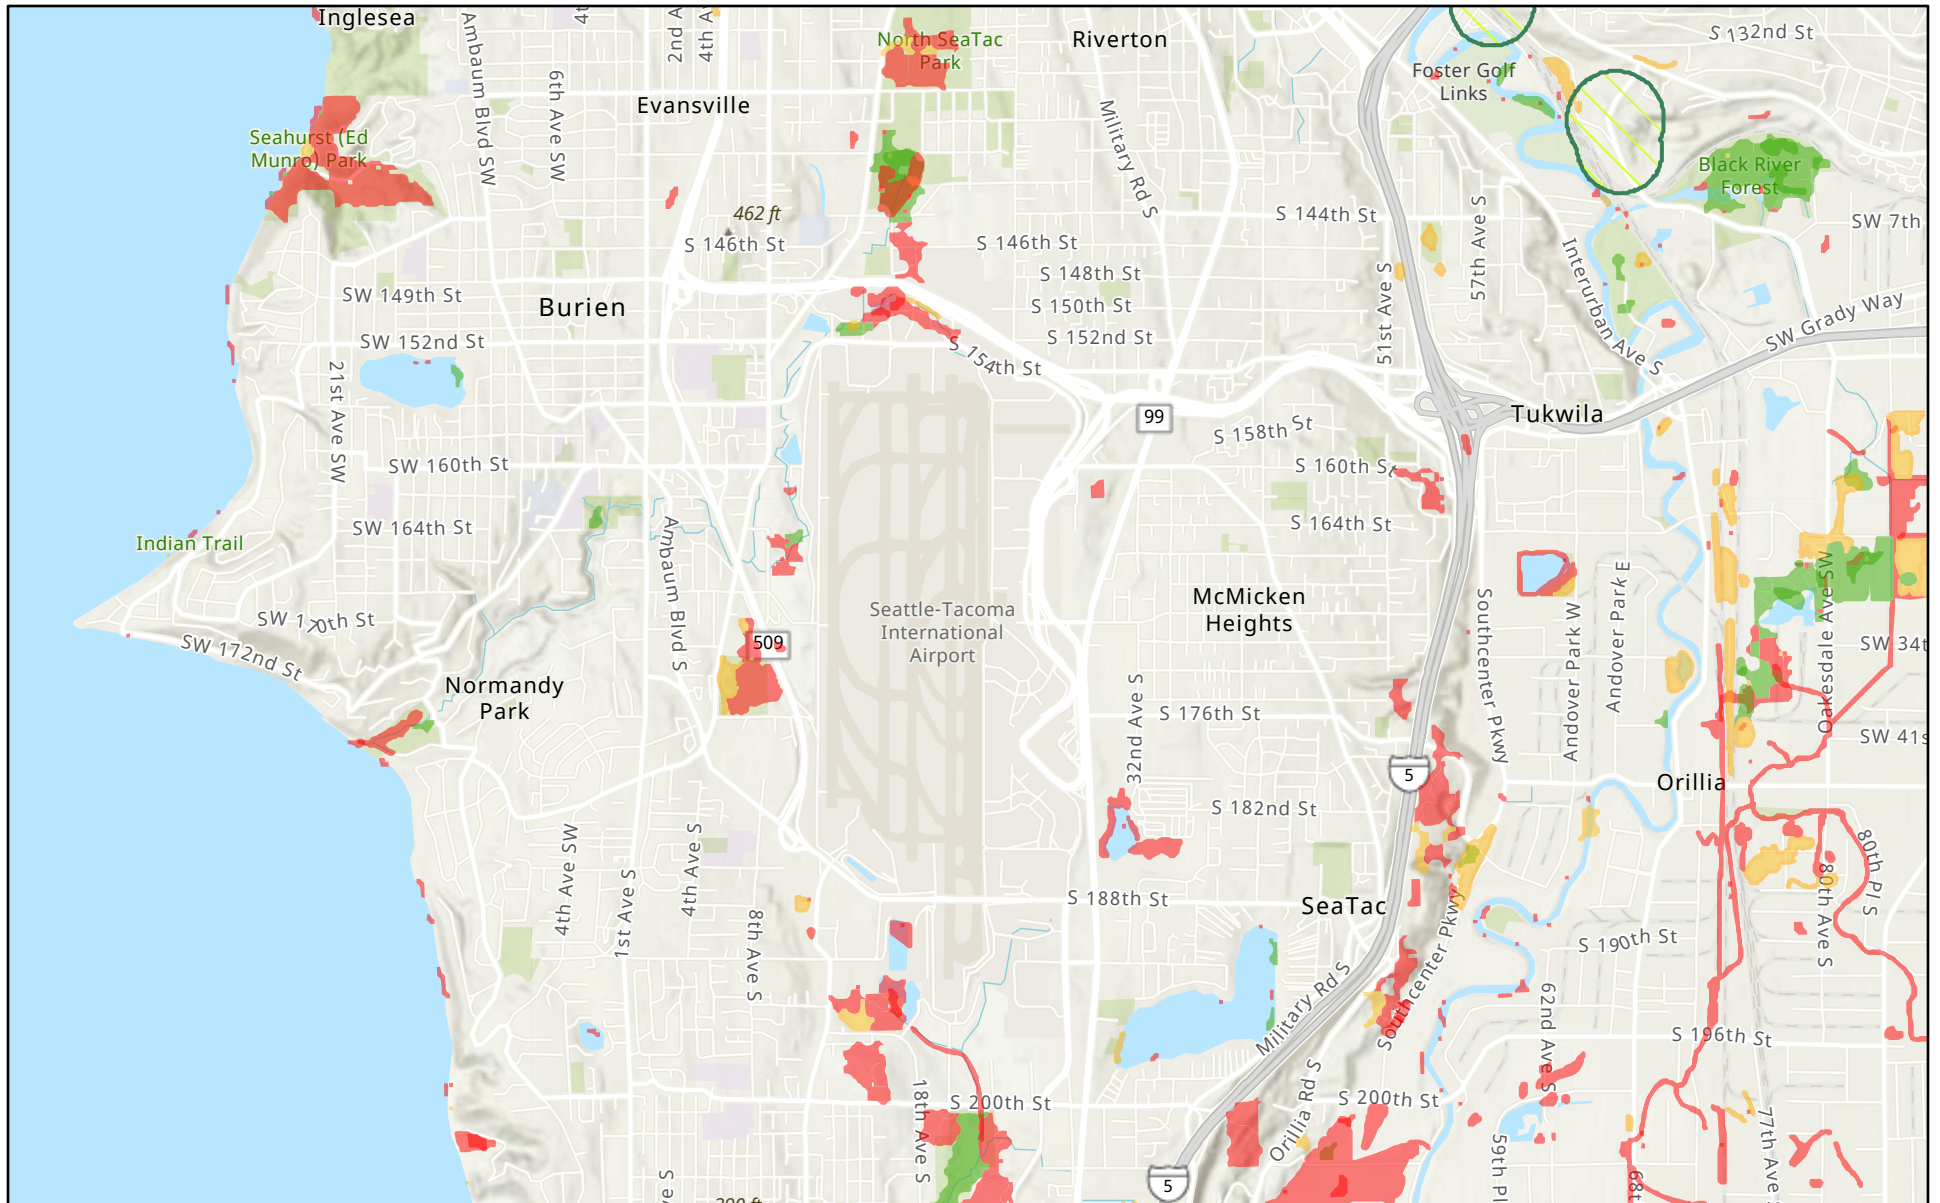 Inglesea
Ambaum Blvd SW
6th Ave SW
2nd A
4th A
North SeaTac
Park
Riverton
Military Rd S
Foster Golf
Links
S 132nd St
Evansville
Seahurst (Ed
Munro) Park
Black River
Forest
462 ft
S 146th St
S 146th St
S 144th St
57th Ave S
SW 7th
S 148th St
SW 149th St
Burien
S 150th St
S 152nd St
51st Ave S
Interurban Ave S
SW Grady Way
SW 152nd St
S 154th St
21st Ave SW
99
Tukwila
S 158th St
SW 160th St
S 160th St
SW 164th St
S 164th St
Indian Trail
Ambaum Blvd S
Seattle-Tacoma
International
Airport
McMicken
Heights
Southcenter Pkwy
Andover Park W
Andover Park E
Oakesdale Ave SW
SW 170th St
SW 172nd St
509
SW 34t
Normandy
Park
32nd Ave S
S 176th St
SW 41s
5
Orillia
S 182nd St
4th Ave SW
1st Ave S
4th Ave S
8th Ave S
S 188th St
SeaTac
Southcenter Pkwy
80th Ave S
80th Pl S
S 190th St
Military Rd S
62nd Ave S
S 196th St
18th Ave S
S 200th St
S 200th St
Orillia Rd S
59th Pl
68t
77th Ave
5
ve S